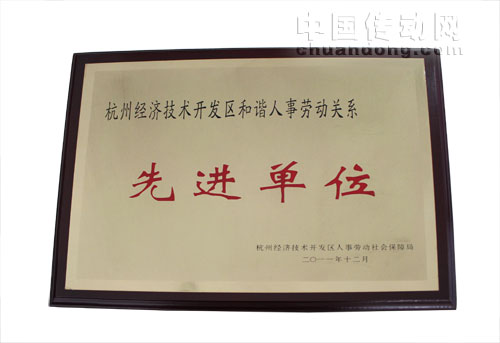 中国传动网
chuandong.com
杭州经济技术开发区和谐人事劳动关系
先进单位
杭州经济技术开发区人事劳动社会保障局
二〇一一年十二月